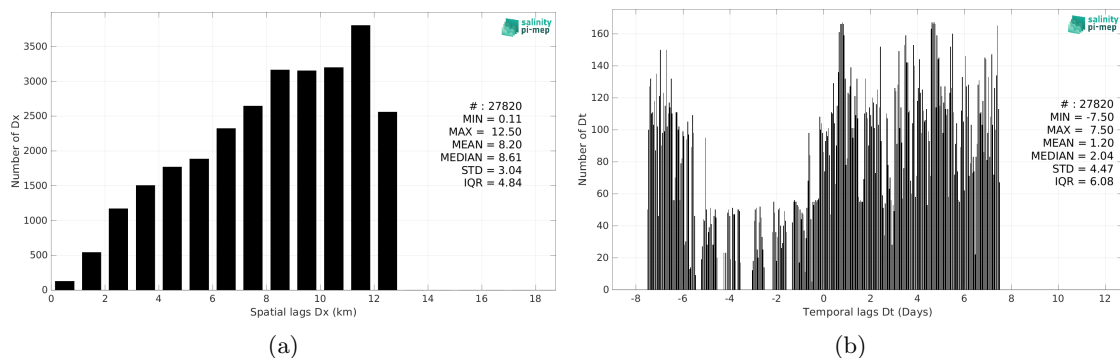 salinity
pi-mep
3500
3000
2500
2000
1500
1000
500
0
Number of Dx
# : 27820
MIN = 0.11
MAX = 12.50
MEAN = 8.20
MEDIAN = 8.61
STD = 3.04
IQR = 4.84
0 2 4 6 8 10 12 14 16 18
Spatial lags Dx (km)
(a)
salinity
pi-mep
160
140
120
100
80
60
40
20
0
Number of Dt
# : 27820
MIN = -7.50
MAX = 7.50
MEAN = 1.20
MEDIAN = 2.04
STD = 4.47
IQR = 6.08
-8 -6 -4 -2 0 2 4 6 8 10 12
Temporal lags Dt (Days)
(b)